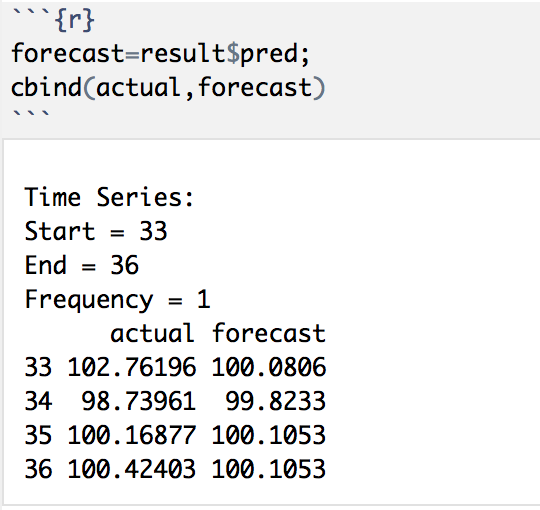 ```{r}
forecast=result$pred;
cbind(actual,forecast)
```
Time Series:
Start = 33
End = 36
Frequency = 1
actual forecast
33 102.76196 100.0806
34 98.73961 99.8233
35 100.16877 100.1053
36 100.42403 100.1053